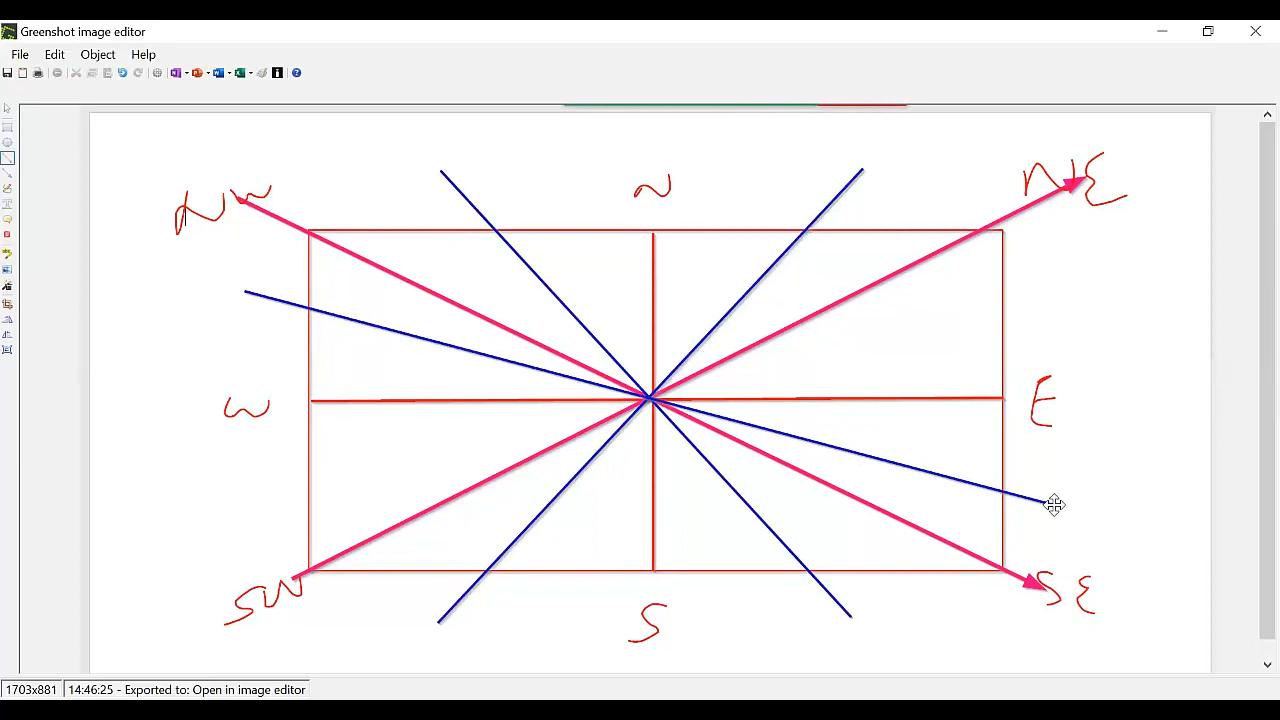 Greenshot image editor
File Edit Object Help
NW N NE
W E
SW S SE
1703x881 14:46:25 - Exported to: Open in image editor